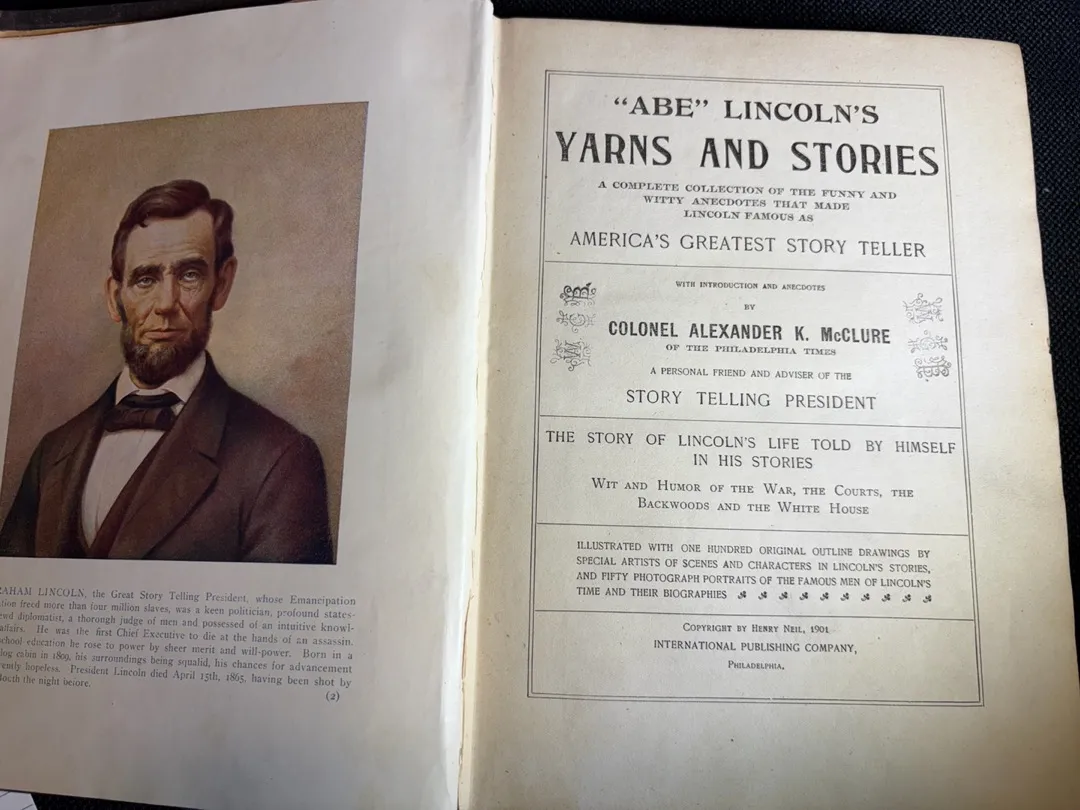 RAHAM LINCOLN, the Great Story Telling President, whose Emancipation
tion freed more than four million slaves, was a keen politician, profound states-
ewd diplomatist, a thorough judge of men and possessed of an intuitive knowl-
affairs. He was the first Chief Executive to die at the hands of an assassin.
school education he rose to power by sheer merit and will-power. Born in a
log cabin in 1809, his surroundings being squalid, his chances for advancement
rently hopeless. President Lincoln died April 15th, 1865, having been shot by
Booth the night before.
(2)
"ABE" LINCOLN'S
YARNS AND STORIES
A COMPLETE COLLECTION OF THE FUNNY AND
WITTY ANECDOTES THAT MADE
LINCOLN FAMOUS AS
AMERICA'S GREATEST STORY TELLER
WITH INTRODUCTION AND ANECDOTES
BY
COLONEL ALEXANDER K. McCLURE
OF THE PHILADELPHIA TIMES
A PERSONAL FRIEND AND ADVISER OF THE
STORY TELLING PRESIDENT
THE STORY OF LINCOLN'S LIFE TOLD BY HIMSELF
IN HIS STORIES
WIT AND HUMOR OF THE WAR, THE COURTS, THE
BACKWOODS AND THE WHITE HOUSE
ILLUSTRATED WITH ONE HUNDRED ORIGINAL OUTLINE DRAWINGS BY
SPECIAL ARTISTS OF SCENES AND CHARACTERS IN LINCOLN'S STORIES,
AND FIFTY PHOTOGRAPH PORTRAITS OF THE FAMOUS MEN OF LINCOLN'S
TIME AND THEIR BIOGRAPHIES
COPYRIGHT BY HENRY NEIL, 1901
INTERNATIONAL PUBLISHING COMPANY,
PHILADELPHIA.